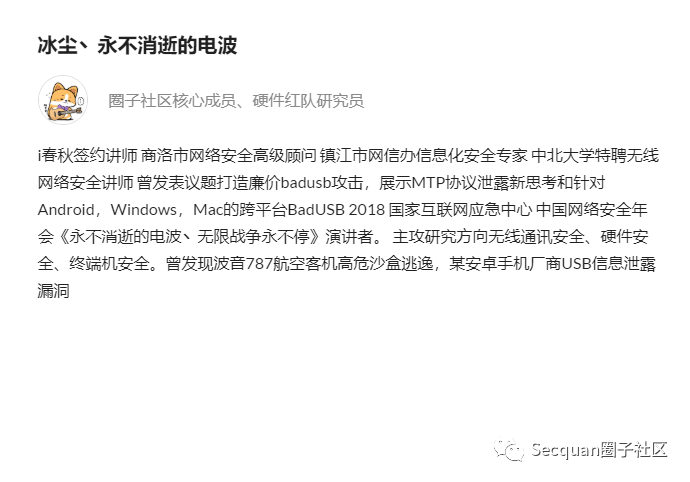 冰尘、永不消逝的电波
圈子社区核心成员、硬件红队研究员
i春秋签约讲师 商洛市网络安全高级顾问 镇江市网信办信息化安全专家 中北大学特聘无线
网络安全讲师 曾发表议题打造廉价badusb攻击，展示MTP协议泄露新思考和针对
Android，Windows，Mac的跨平台BadUSB 2018 国家互联网应急中心 中国网络安全年
会《永不消逝的电波、无限战争永不停》演讲者。 主攻研究方向无线通讯安全、硬件安
全、终端机安全。曾发现波音787航空客机高危沙盒逃逸，某安卓手机厂商USB信息泄露
漏洞
Secquan圈子社区